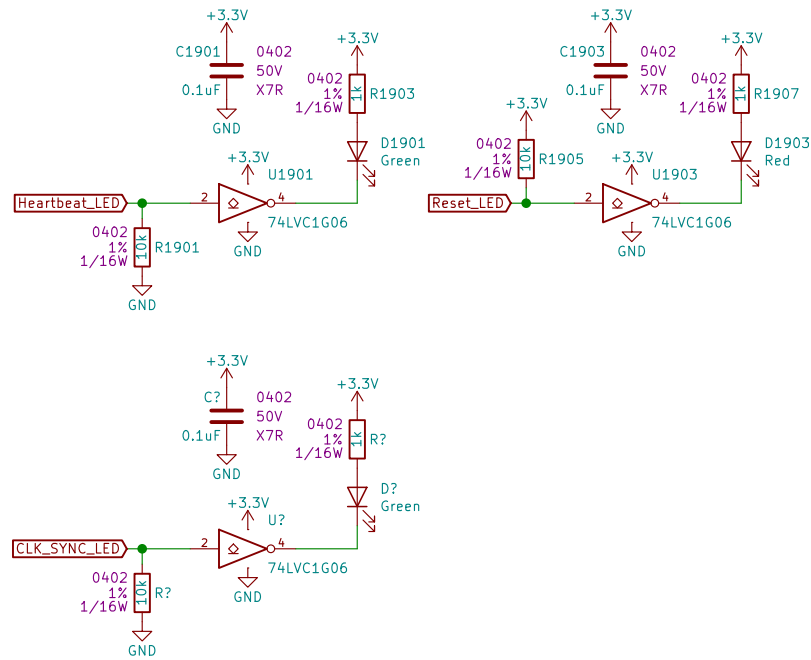 +3.3V
C1901
0.1uF
0402
50V
X7R
GND
+3.3V
0402
1%
1/16W
1k
R1903
D1901
Green
+3.3V
U1901
Heartbeat_LED
2
4
74LVC1G06
GND
0402
1%
1/16W
10k
R1901
GND
+3.3V
C1903
0.1uF
0402
50V
X7R
GND
+3.3V
0402
1%
1/16W
1k
R1907
D1903
Red
+3.3V
0402
1%
1/16W
10k
R1905
+3.3V
U1903
Reset_LED
2
4
74LVC1G06
GND
+3.3V
C?
0.1uF
0402
50V
X7R
GND
+3.3V
0402
1%
1/16W
1k
R?
D?
Green
+3.3V
U?
CLK_SYNC_LED
2
4
74LVC1G06
GND
0402
1%
1/16W
10k
R?
GND